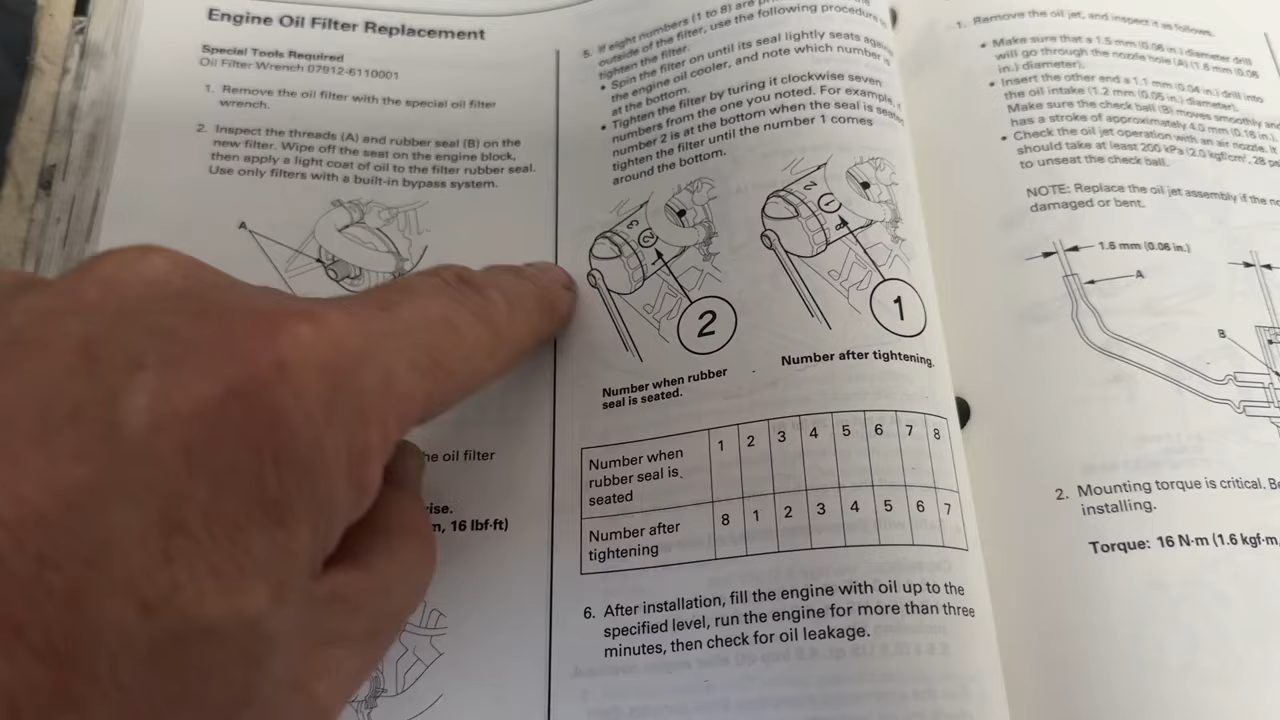 Engine Oil Filter Replacement
Special Tools Required
Oil Filter Wrench 07912-6110001
1. Remove the oil filter with the special oil filter
wrench.
2. Inspect the threads (A) and rubber seal (B) on the
new filter. Wipe off the seat on the engine block,
then apply a light coat of oil to the filter rubber seal.
Use only filters with a built-in bypass system.
A
he oil filter
ise.
m, 16 lbf·ft)
5. If eight numbers (1 to 8) are
outside of the filter, use the following procedure
tighten the filter.
• Spin the filter on until its seal lightly seats against
the engine oil cooler, and note which number is
at the bottom.
• Tighten the filter by turing it clockwise seven
numbers from the one you noted. For example,
number 2 is at the bottom when the seal is seated
tighten the filter until the number 1 comes
around the bottom.
3 2 1
2
2 1 8
1
Number when rubber
seal is seated.
Number after tightening.
Number when
rubber seal is
seated
1 2 3 4 5 6 7 8
Number after
tightening
8 1 2 3 4 5 6 7
6. After installation, fill the engine with oil up to the
specified level, run the engine for more than three
minutes, then check for oil leakage.
1. Remove the oil jet, and inspect it as follows.
• Make sure that a 1.5 mm (0.06 in.) diameter drill
will go through the nozzle hole (A) (1.6 mm (0.06
in.) diameter).
• Insert the other end a 1.1 mm (0.04 in.) drill into
the oil intake (1.2 mm (0.05 in.) diameter).
Make sure the check ball (B) moves smoothly and
has a stroke of approximately 4.0 mm (0.16 in.).
• Check the oil jet operation with an air nozzle. It
should take at least 200 kPa (2.0 kgf/cm², 28 ps
to unseat the check ball.
NOTE: Replace the oil jet assembly if the no
damaged or bent.
1.6 mm (0.06 in.)
A
B
2. Mounting torque is critical. Be
installing.
Torque: 16 N·m (1.6 kgf·m,